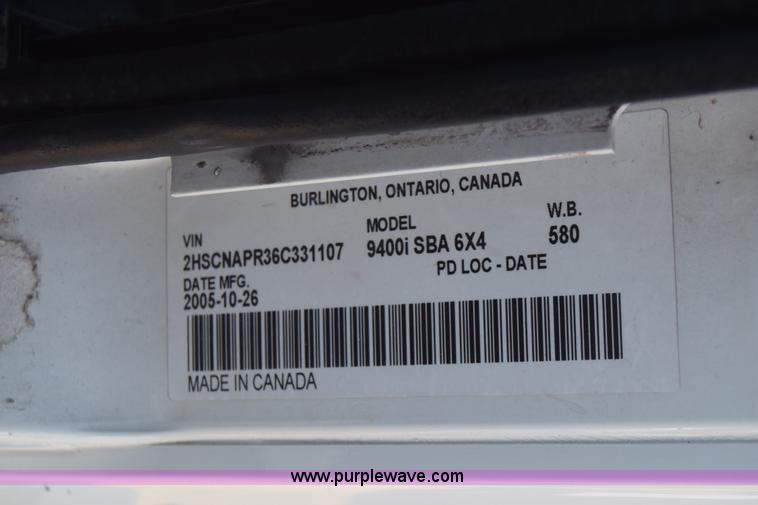 BURLINGTON, ONTARIO, CANADA
VIN MODEL W.B.
2HSCNAPR36C331107 9400i SBA 6X4 580
DATE MFG. PD LOC - DATE
2005-10-26
MADE IN CANADA
www.purplewave.com